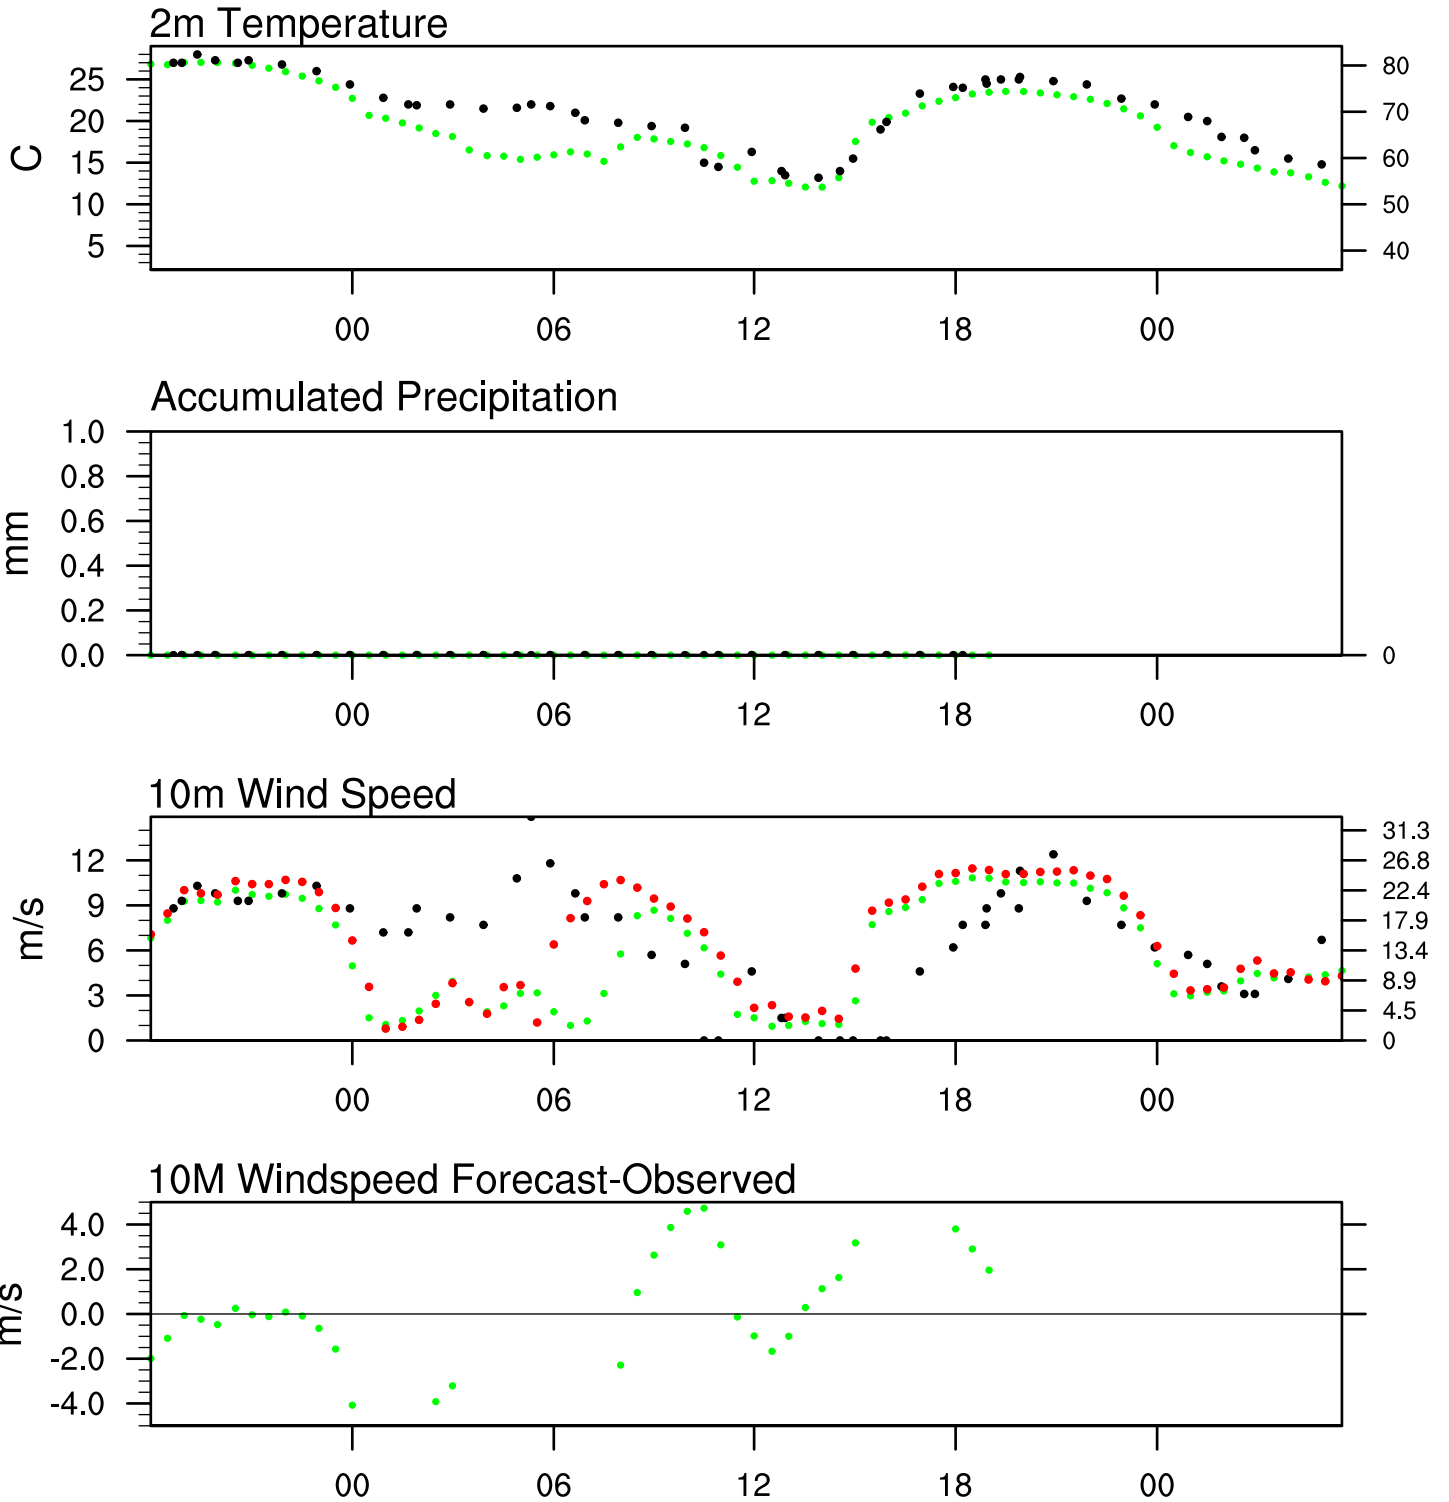 2m Temperature
25
20
15
10
5
C
80
70
60
50
40
00 06 12 18 00
Accumulated Precipitation
1.0
0.8
0.6
0.4
0.2
0.0
mm
0
00 06 12 18 00
10m Wind Speed
12
9
6
3
0
m/s
31.3
26.8
22.4
17.9
13.4
8.9
4.5
0
00 06 12 18 00
10M Windspeed Forecast-Observed
4.0
2.0
0.0
-2.0
-4.0
m/s
00 06 12 18 00